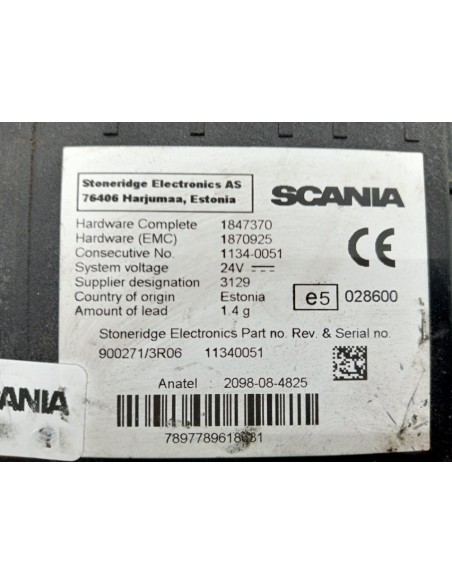 Stoneridge Electronics AS
76406 Harjumaa, Estonia
SCANIA
Hardware Complete 1847370
Hardware (EMC) 1870925
Consecutive No. 1134-0051
System voltage 24V
Supplier designation 3129
Country of origin Estonia
Amount of lead 1.4 g
CE
e5 028600
Stoneridge Electronics Part no. Rev. & Serial no.
900271/3R06 11340051
Anatel : 2098-08-4825
ANIA